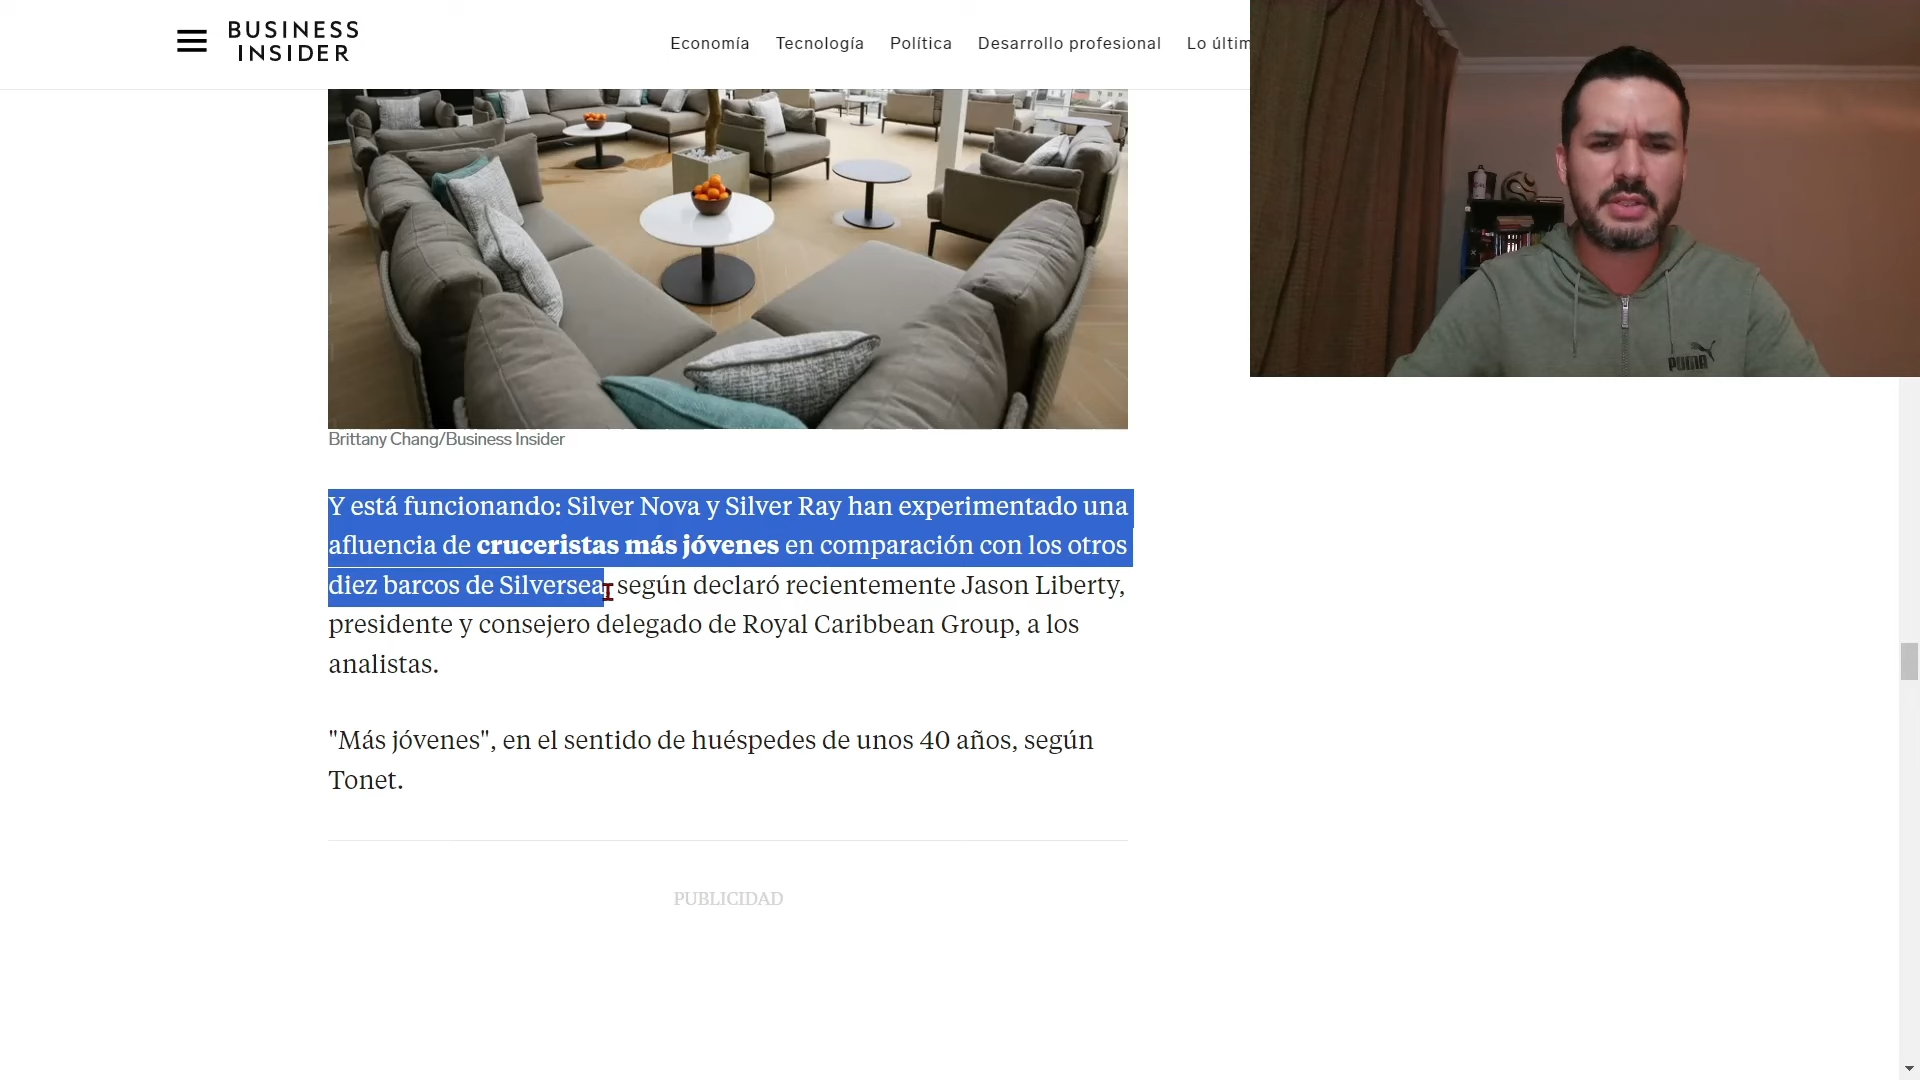 BUSINESS
INSIDER
Economía Tecnología Política Desarrollo profesional Lo últim
PUMA
Brittany Chang/Business Insider
Y está funcionando: Silver Nova y Silver Ray han experimentado una
afluencia de cruceristas más jóvenes en comparación con los otros
diez barcos de Silversea, según declaró recientemente Jason Liberty,
presidente y consejero delegado de Royal Caribbean Group, a los
analistas.
"Más jóvenes", en el sentido de huéspedes de unos 40 años, según
Tonet.
PUBLICIDAD